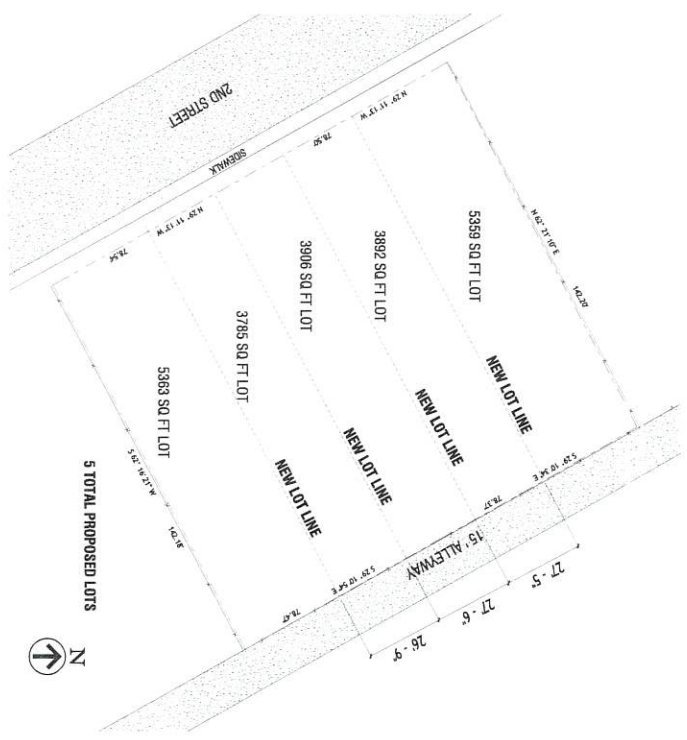 2ND STREET
SIDEWALK
N 29° 11' 13" W
78.50'
N 29° 11' 13" W
78.54'
5359 SQ FT LOT
3892 SQ FT LOT
3906 SQ FT LOT
3785 SQ FT LOT
5363 SQ FT LOT
N 62° 21' 10" E
142.20'
NEW LOT LINE
NEW LOT LINE
NEW LOT LINE
NEW LOT LINE
S 62° 16' 21" W
142.18'
S 29° 10' 54" E
78.37'
S 29° 10' 54" E
78.47'
15' ALLEYWAY
27' - 5"
27' - 6"
26' - 9"
5 TOTAL PROPOSED LOTS
N